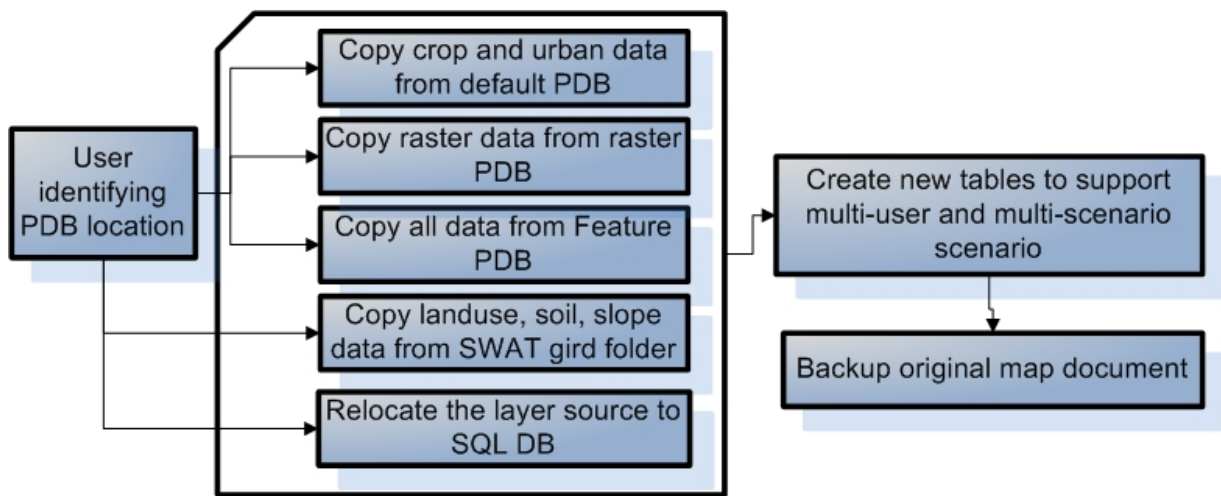 User
identifying
PDB location
Copy crop and urban data
from default PDB
Copy raster data from raster
PDB
Copy all data from Feature
PDB
Copy landuse, soil, slope
data from SWAT gird folder
Relocate the layer source to
SQL DB
Create new tables to support
multi-user and multi-scenario
scenario
Backup original map document